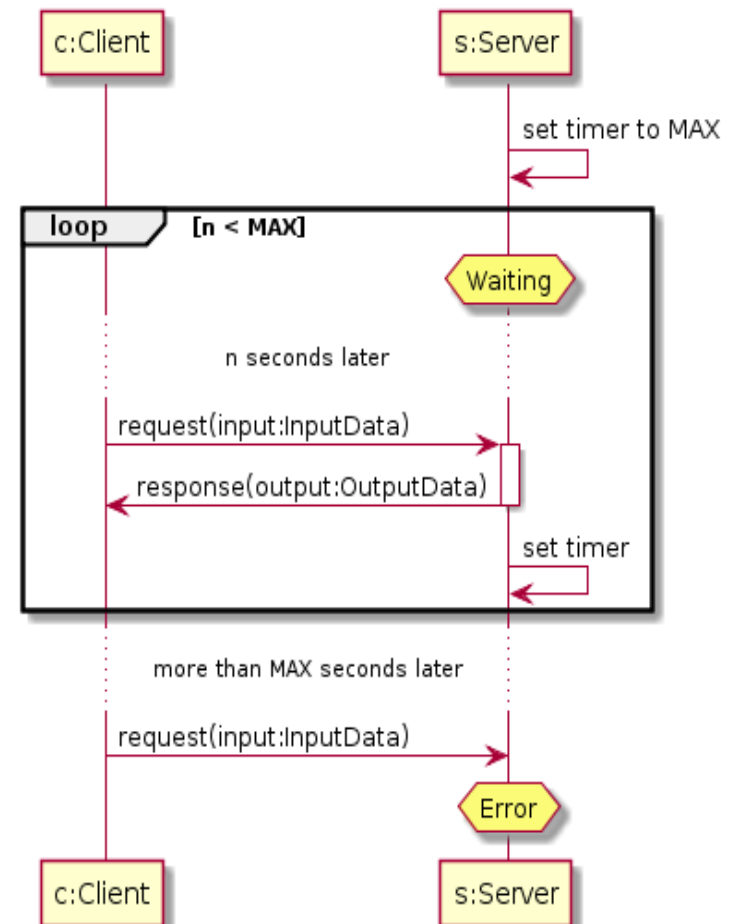 c:Client
s:Server
set timer to MAX
loop
[n < MAX]
Waiting
n seconds later
request(input:InputData)
response(output:OutputData)
set timer
more than MAX seconds later
request(input:InputData)
Error
c:Client
s:Server